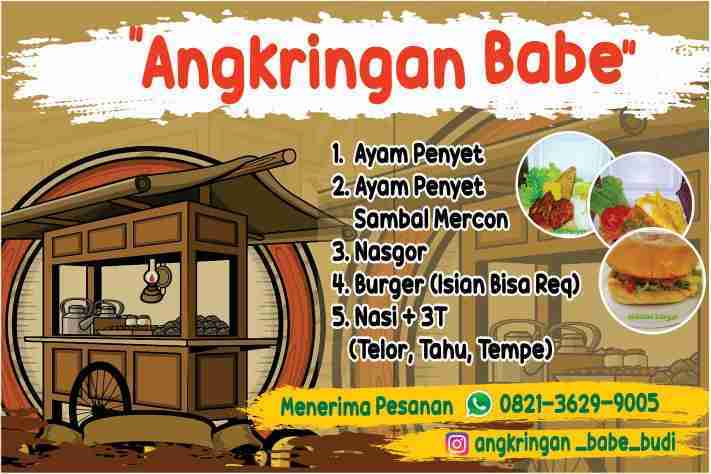 "Angkringan Babe"
1. Ayam Penyet
2. Ayam Penyet
Sambal Mercon
3. Nasgor
4. Burger (Isian Bisa Req)
5. Nasi + 3T
(Telor, Tahu, Tempe)
Menerima Pesanan 0821-3629-9005
angkringan _babe_budi